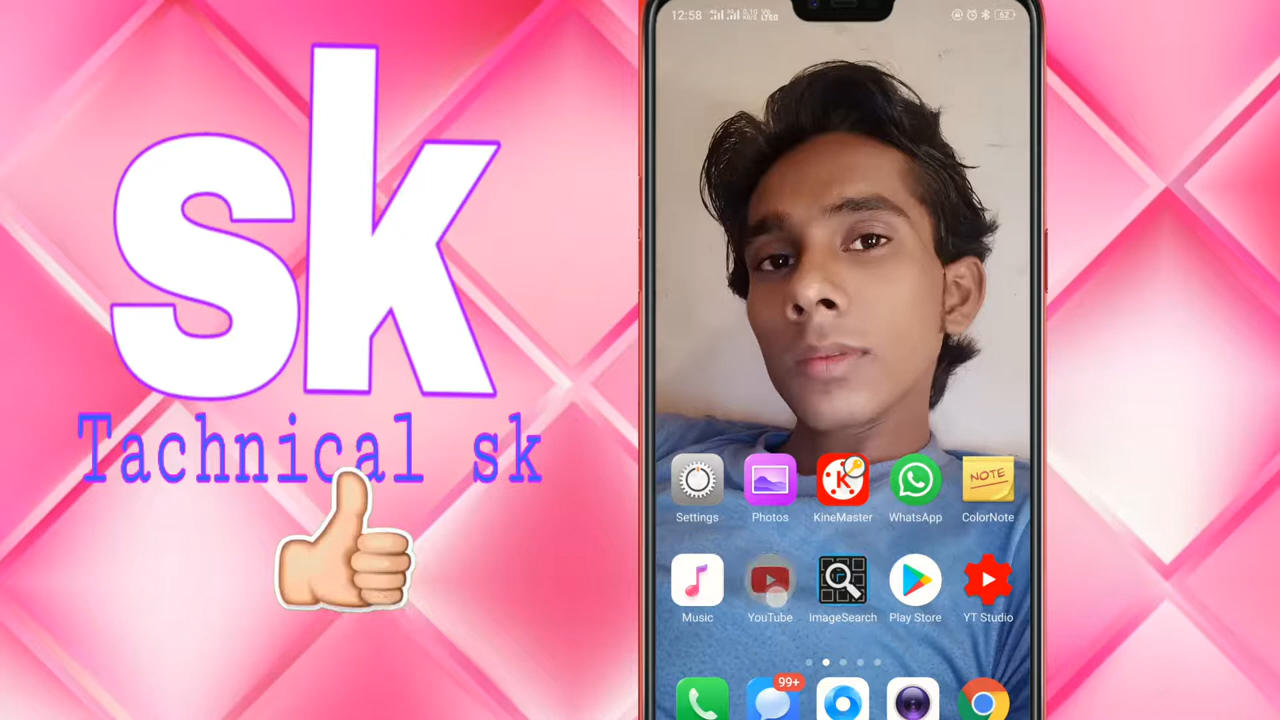 sk
Tachnical sk
12:58
62
Settings
Photos
KineMaster
WhatsApp
NOTE
ColorNote
Music
YouTube
ImageSearch
Play Store
YT Studio
99+